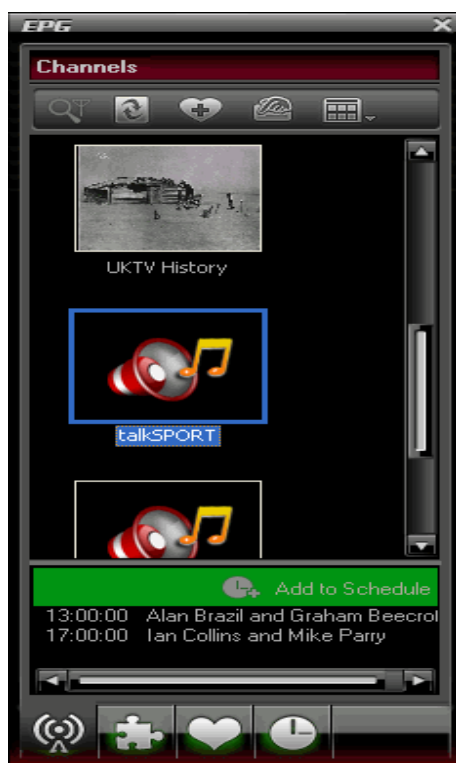 EPG
Channels
UKTV History
talkSPORT
Add to Schedule
13:00:00 Alan Brazil and Graham Beecrol
17:00:00 Ian Collins and Mike Parry